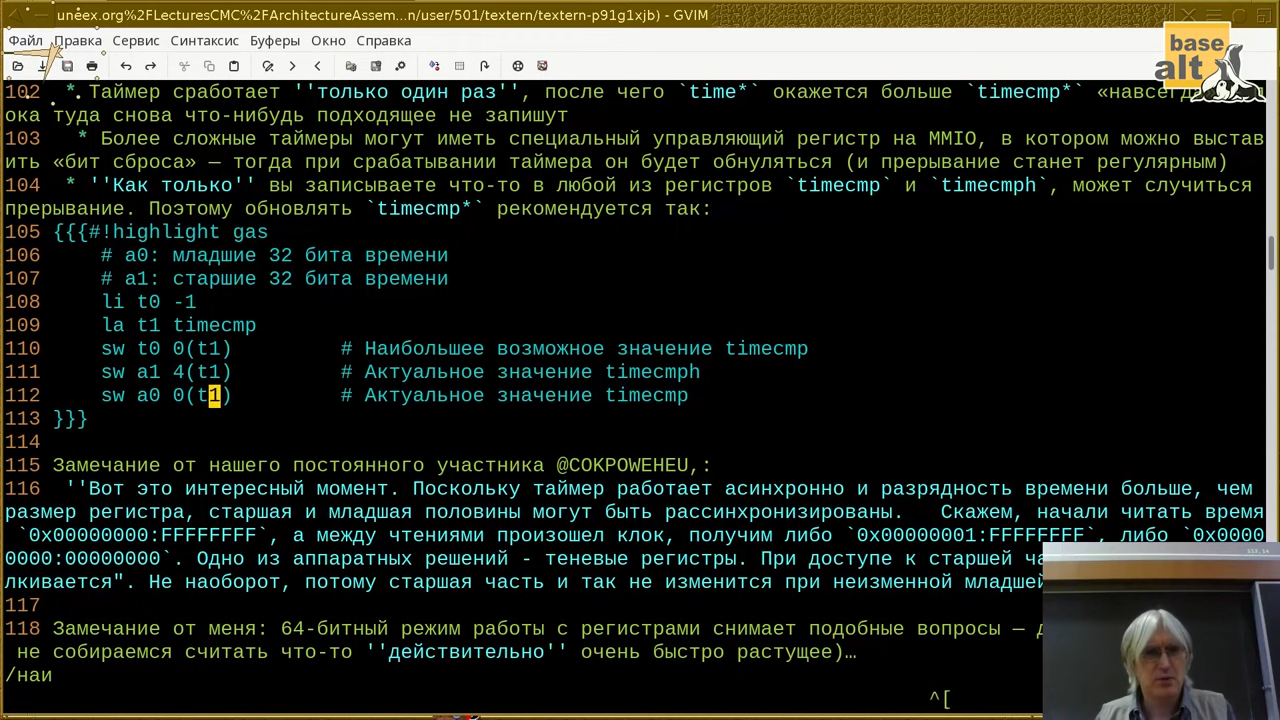 uneex.org%2FLecturesCMC%2FArchitectureAssem...n/user/501/textern/textern-p91g1xjb) - GVIM
Файл Правка Сервис Синтаксис Буферы Окно Справка
base
alt
102 * Таймер сработает ''только один раз'', после чего `time*` окажется больше `timecmp*` «навсегда
ока туда снова что-нибудь подходящее не запишут
103 * Более сложные таймеры могут иметь специальный управляющий регистр на MMIO, в котором можно выстав
ить «бит сброса» — тогда при срабатывании таймера он будет обнуляться (и прерывание станет регулярным)
104 * ''Как только'' вы записываете что-то в любой из регистров `timecmp` и `timecmph`, может случиться
прерывание. Поэтому обновлять `timecmp*` рекомендуется так:
105 {{{#!highlight gas
106 # a0: младшие 32 бита времени
107 # a1: старшие 32 бита времени
108 li t0 -1
109 la t1 timecmp
110 sw t0 0(t1) # Наибольшее возможное значение timecmp
111 sw a1 4(t1) # Актуальное значение timecmph
112 sw a0 0(t1) # Актуальное значение timecmp
113 }}}
114
115 Замечание от нашего постоянного участника @COKPOWEHEU,:
116 ''Вот это интересный момент. Поскольку таймер работает асинхронно и разрядность времени больше, чем
размер регистра, старшая и младшая половины могут быть рассинхронизированы. Скажем, начали читать время
`0x00000000:FFFFFFFF`, а между чтениями произошел клок, получим либо `0x00000001:FFFFFFFF`, либо `0x0000
0000:00000000`. Одно из аппаратных решений - теневые регистры. При доступе к старшей ча
лкивается". Не наоборот, потому старшая часть и так не изменится при неизменной младшей
117
118 Замечание от меня: 64-битный режим работы с регистрами снимает подобные вопросы —
не собираемся считать что-то ''действительно'' очень быстро растущее)…
/наи
^[